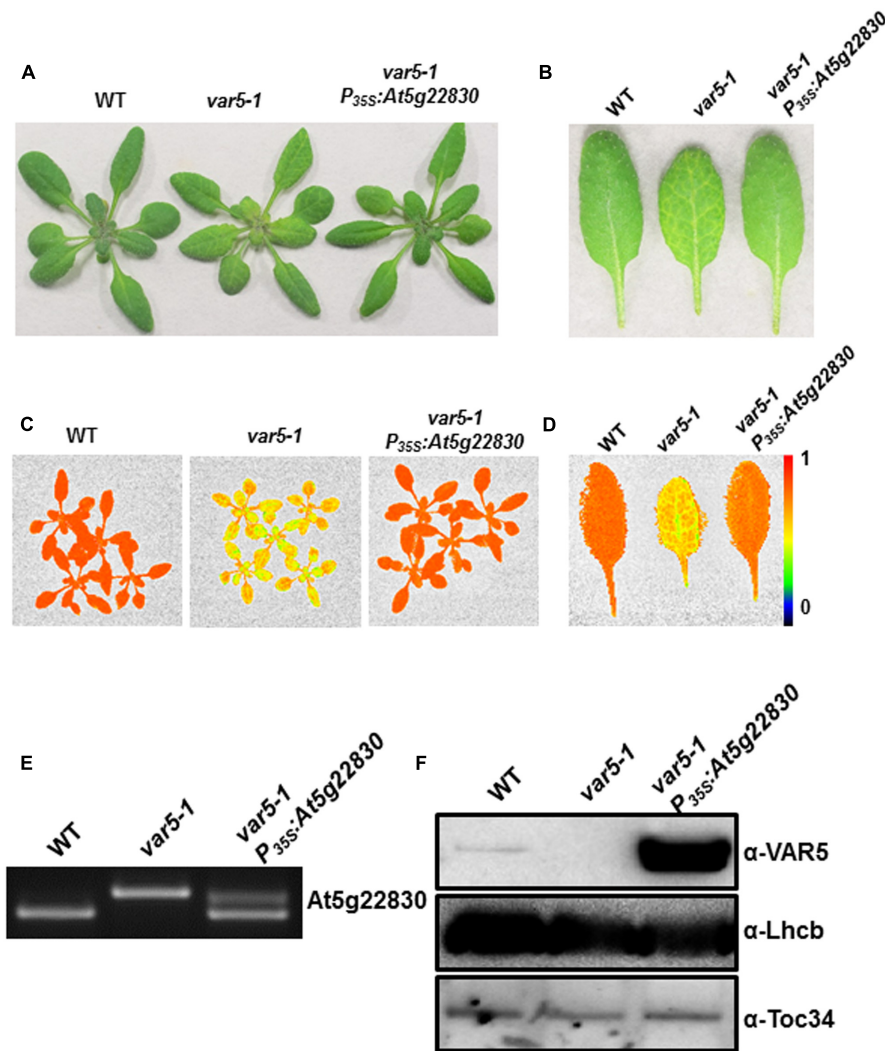 A
WT
var5-1
var5-1
P35S:At5g22830
B
WT
var5-1
var5-1
P35S:At5g22830
C
WT
var5-1
var5-1
P35S:At5g22830
D
WT
var5-1
var5-1
P35S:At5g22830
1
0
E
WT
var5-1
var5-1
P35S:At5g22830
At5g22830
F
WT
var5-1
var5-1
P35S:At5g22830
α-VAR5
α-Lhcb
α-Toc34